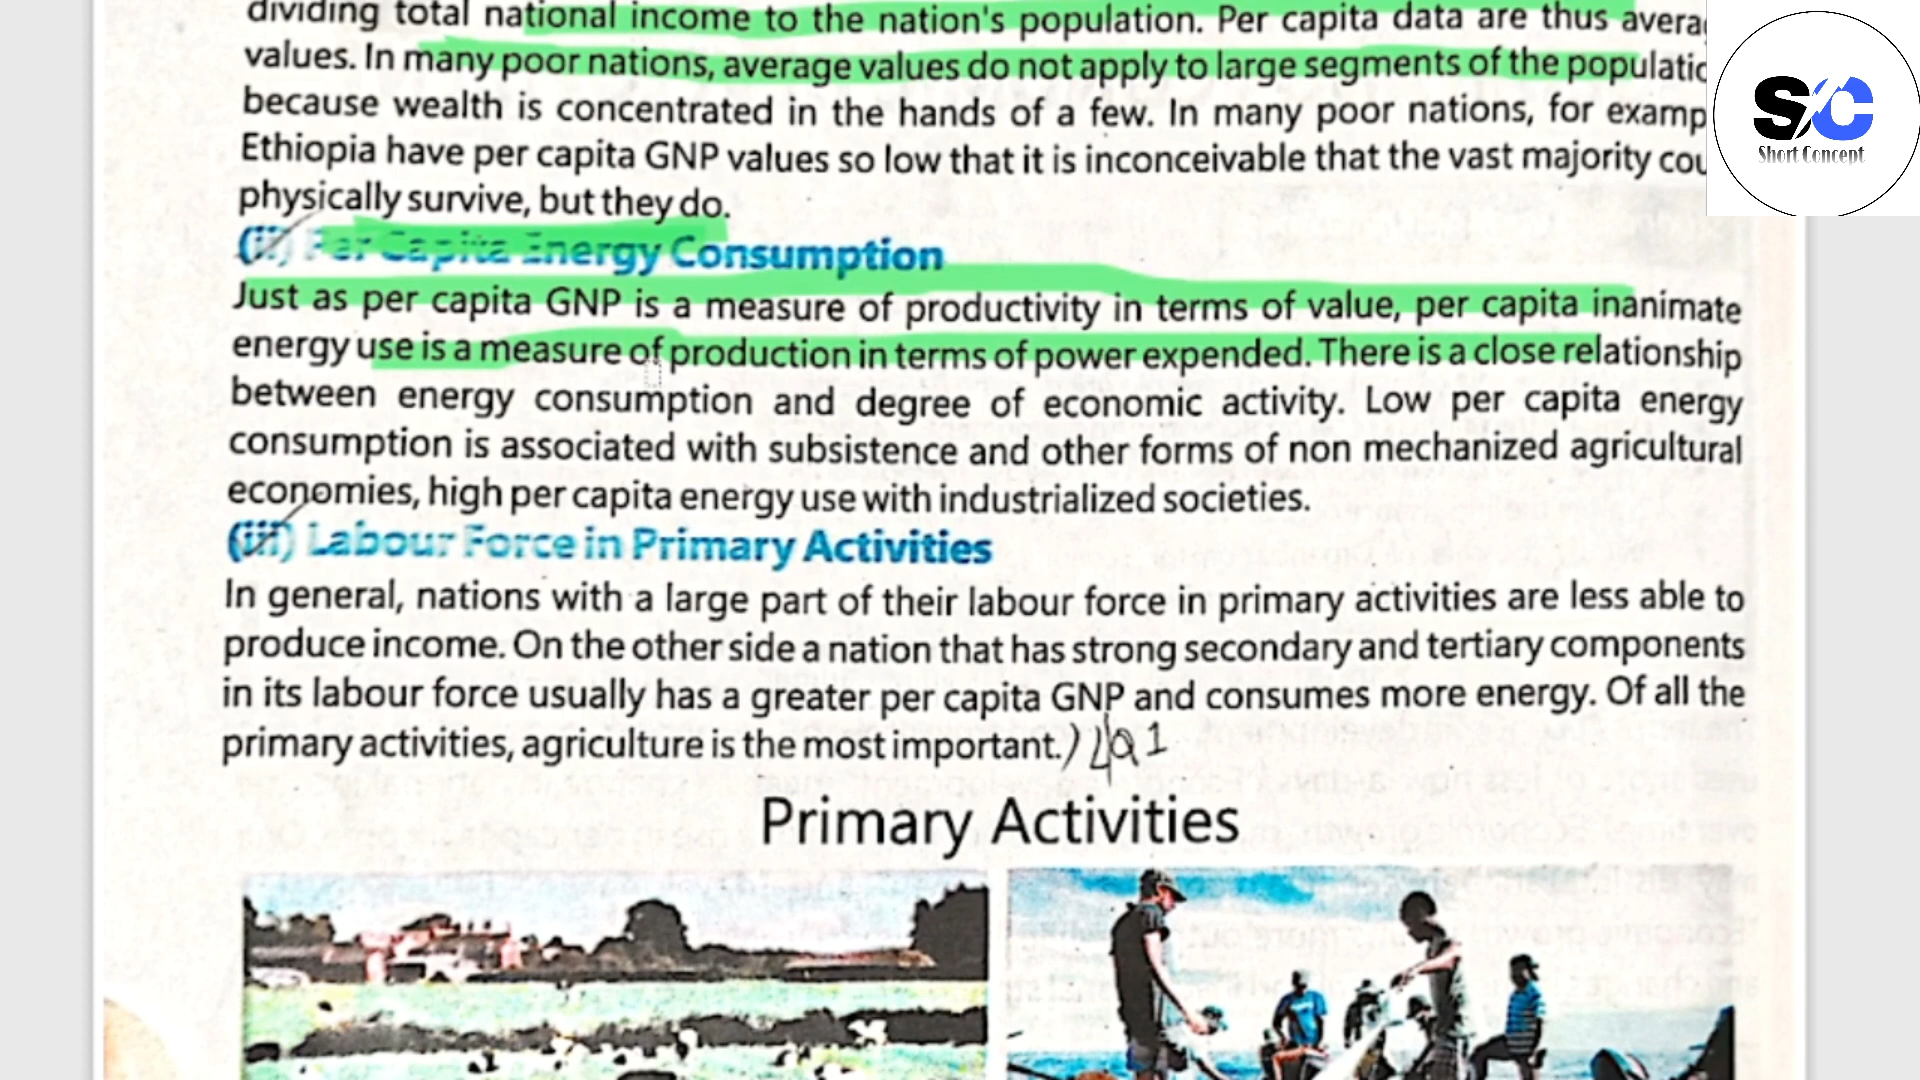 dividing total national income to the nation's population. Per capita data are thus
values. In many poor nations, average values do not apply to large segments of the
because wealth is concentrated in the hands of a few. In many poor nations, for
Ethiopia have per capita GNP values so low that it is inconceivable that the vast majority
physically survive, but they do.
(ii) Per Capita Energy Consumption
Just as per capita GNP is a measure of productivity in terms of value, per capita inanimate
energy use is a measure of production in terms of power expended. There is a close relationship
between energy consumption and degree of economic activity. Low per capita energy
consumption is associated with subsistence and other forms of non mechanized agricultural
economies, high per capita energy use with industrialized societies.
(iii) Labour Force in Primary Activities
In general, nations with a large part of their labour force in primary activities are less able to
produce income. On the other side a nation that has strong secondary and tertiary components
in its labour force usually has a greater per capita GNP and consumes more energy. Of all the
primary activities, agriculture is the most important.)
Primary Activities
S/C
Short Concept